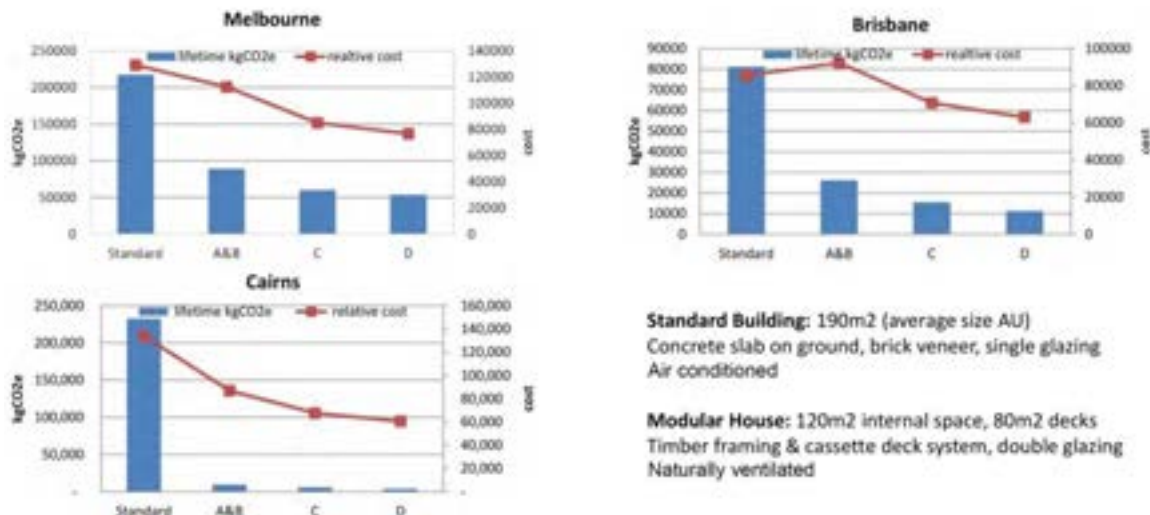 Melbourne
lifetime kgCO2e realtive cost
250000
200000
150000
100000
50000
0
kgCO2e
140000
120000
100000
80000
60000
40000
20000
0
cost
Standard A&B C D
Brisbane
lifetime kgCO2e realtive cost
90000
80000
70000
60000
50000
40000
30000
20000
10000
0
kgCO2e
100000
80000
60000
40000
20000
0
cost
Standard A&B C D
Cairns
lifetime kgCO2e relative cost
250,000
200,000
150,000
100,000
50,000
-
kgCO2e
160,000
140,000
120,000
100,000
80,000
60,000
40,000
20,000
-
cost
Standard A&B C D
Standard Building: 190m2 (average size AU)
Concrete slab on ground, brick veneer, single glazing
Air conditioned
Modular House: 120m2 internal space, 80m2 decks
Timber framing & cassette deck system, double glazing
Naturally ventilated